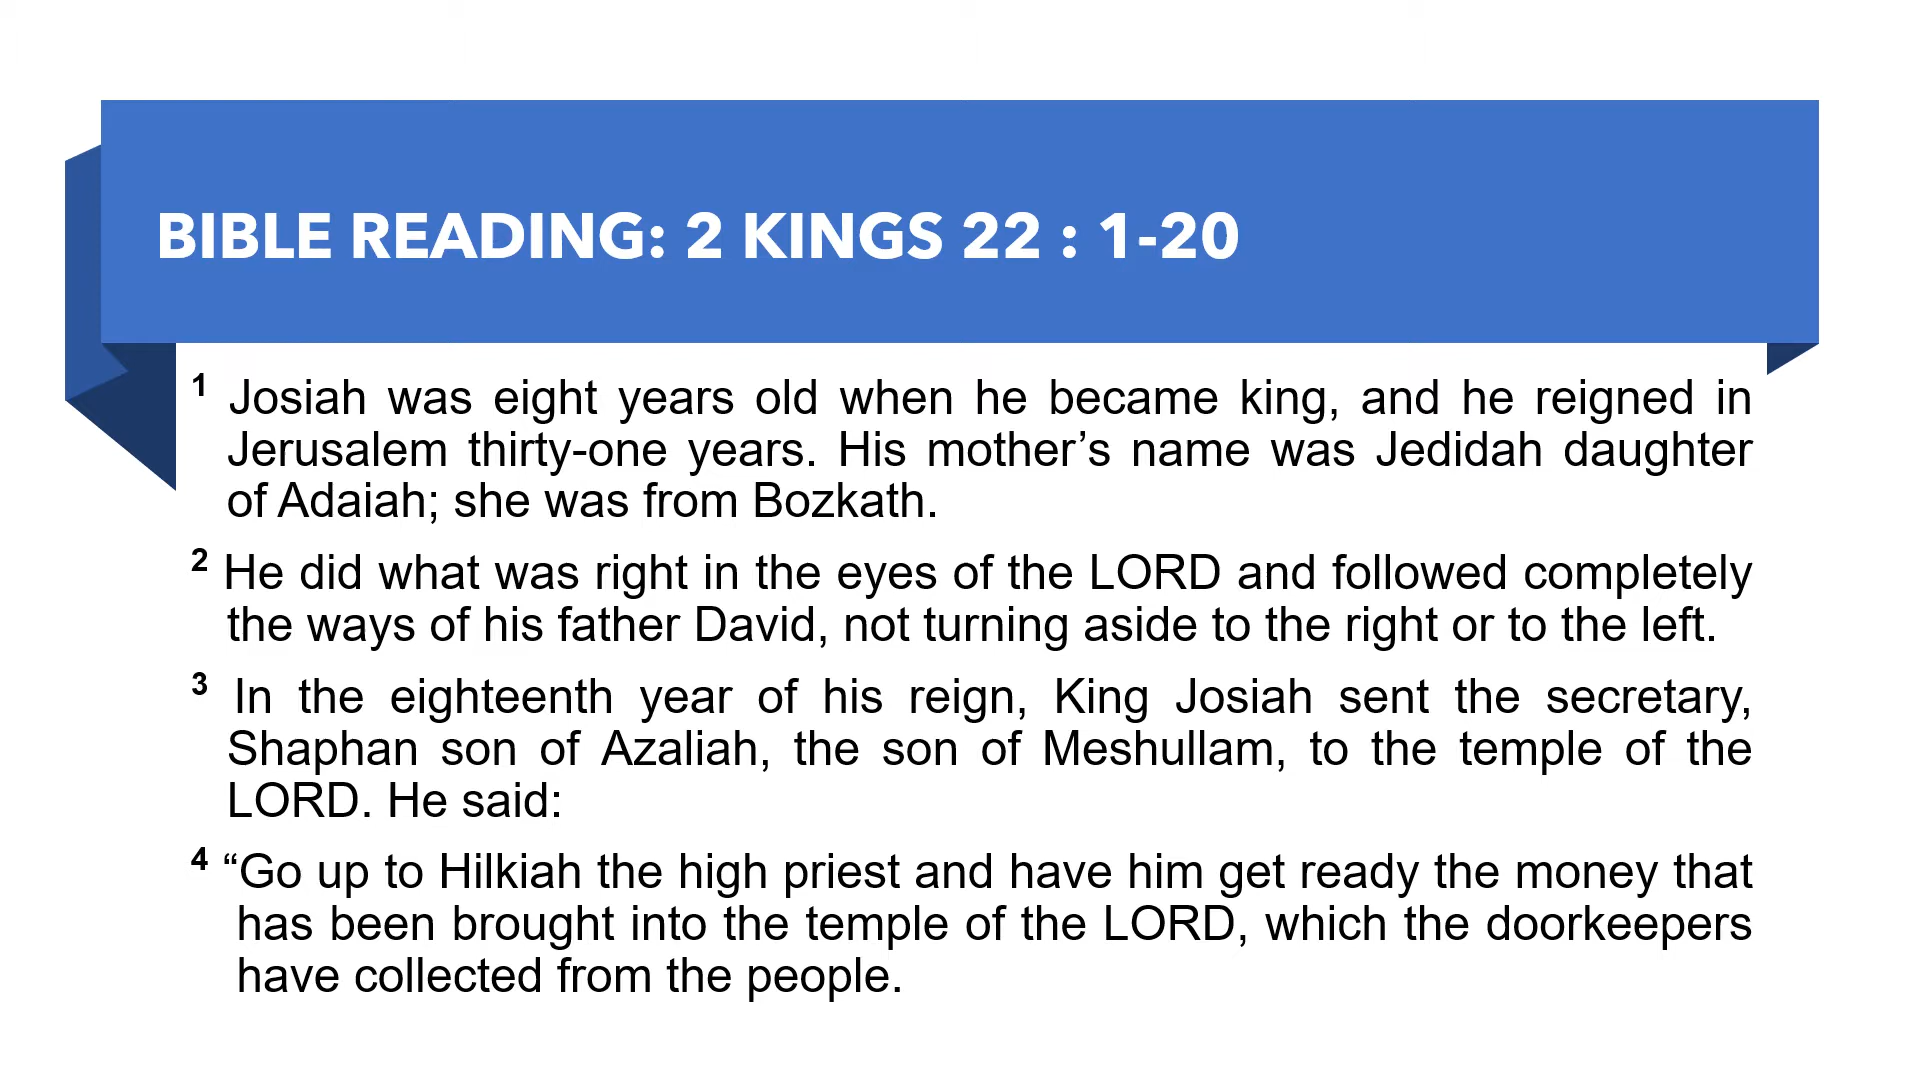 BIBLE READING: 2 KINGS 22 : 1-20
1 Josiah was eight years old when he became king, and he reigned in
Jerusalem thirty-one years. His mother’s name was Jedidah daughter
of Adaiah; she was from Bozkath.
2 He did what was right in the eyes of the LORD and followed completely
the ways of his father David, not turning aside to the right or to the left.
3 In the eighteenth year of his reign, King Josiah sent the secretary,
Shaphan son of Azaliah, the son of Meshullam, to the temple of the
LORD. He said:
4 “Go up to Hilkiah the high priest and have him get ready the money that
has been brought into the temple of the LORD, which the doorkeepers
have collected from the people.